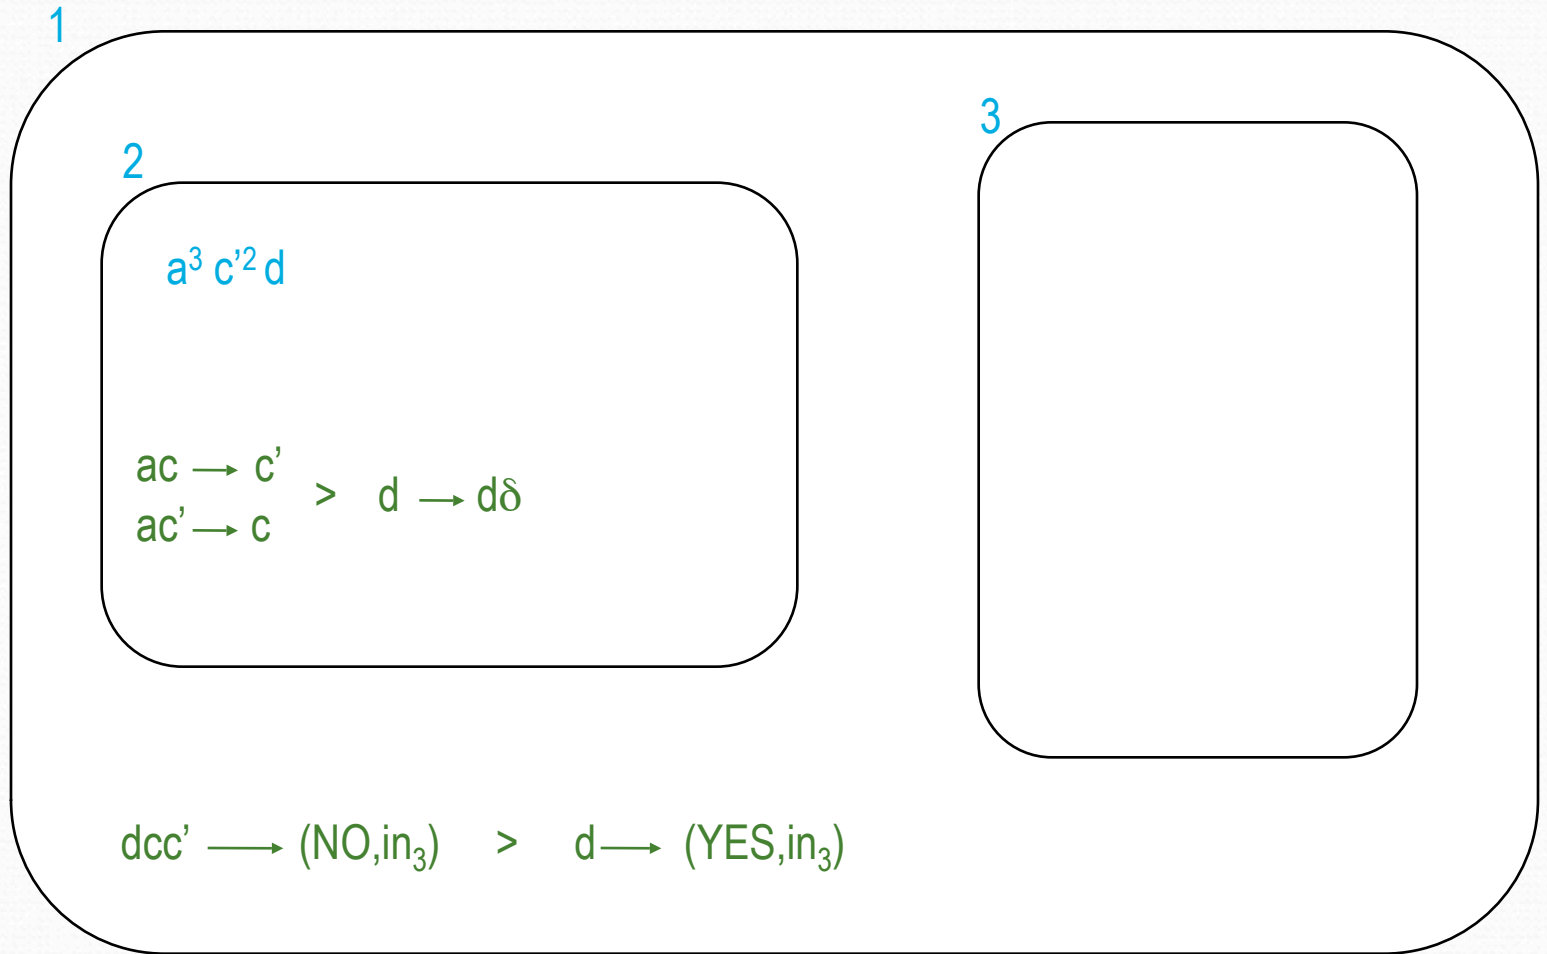 1
3
2
a³ c’² d
ac → c’
ac’ → c
> d → dδ
dcc’ → (NO,in₃) > d → (YES,in₃)